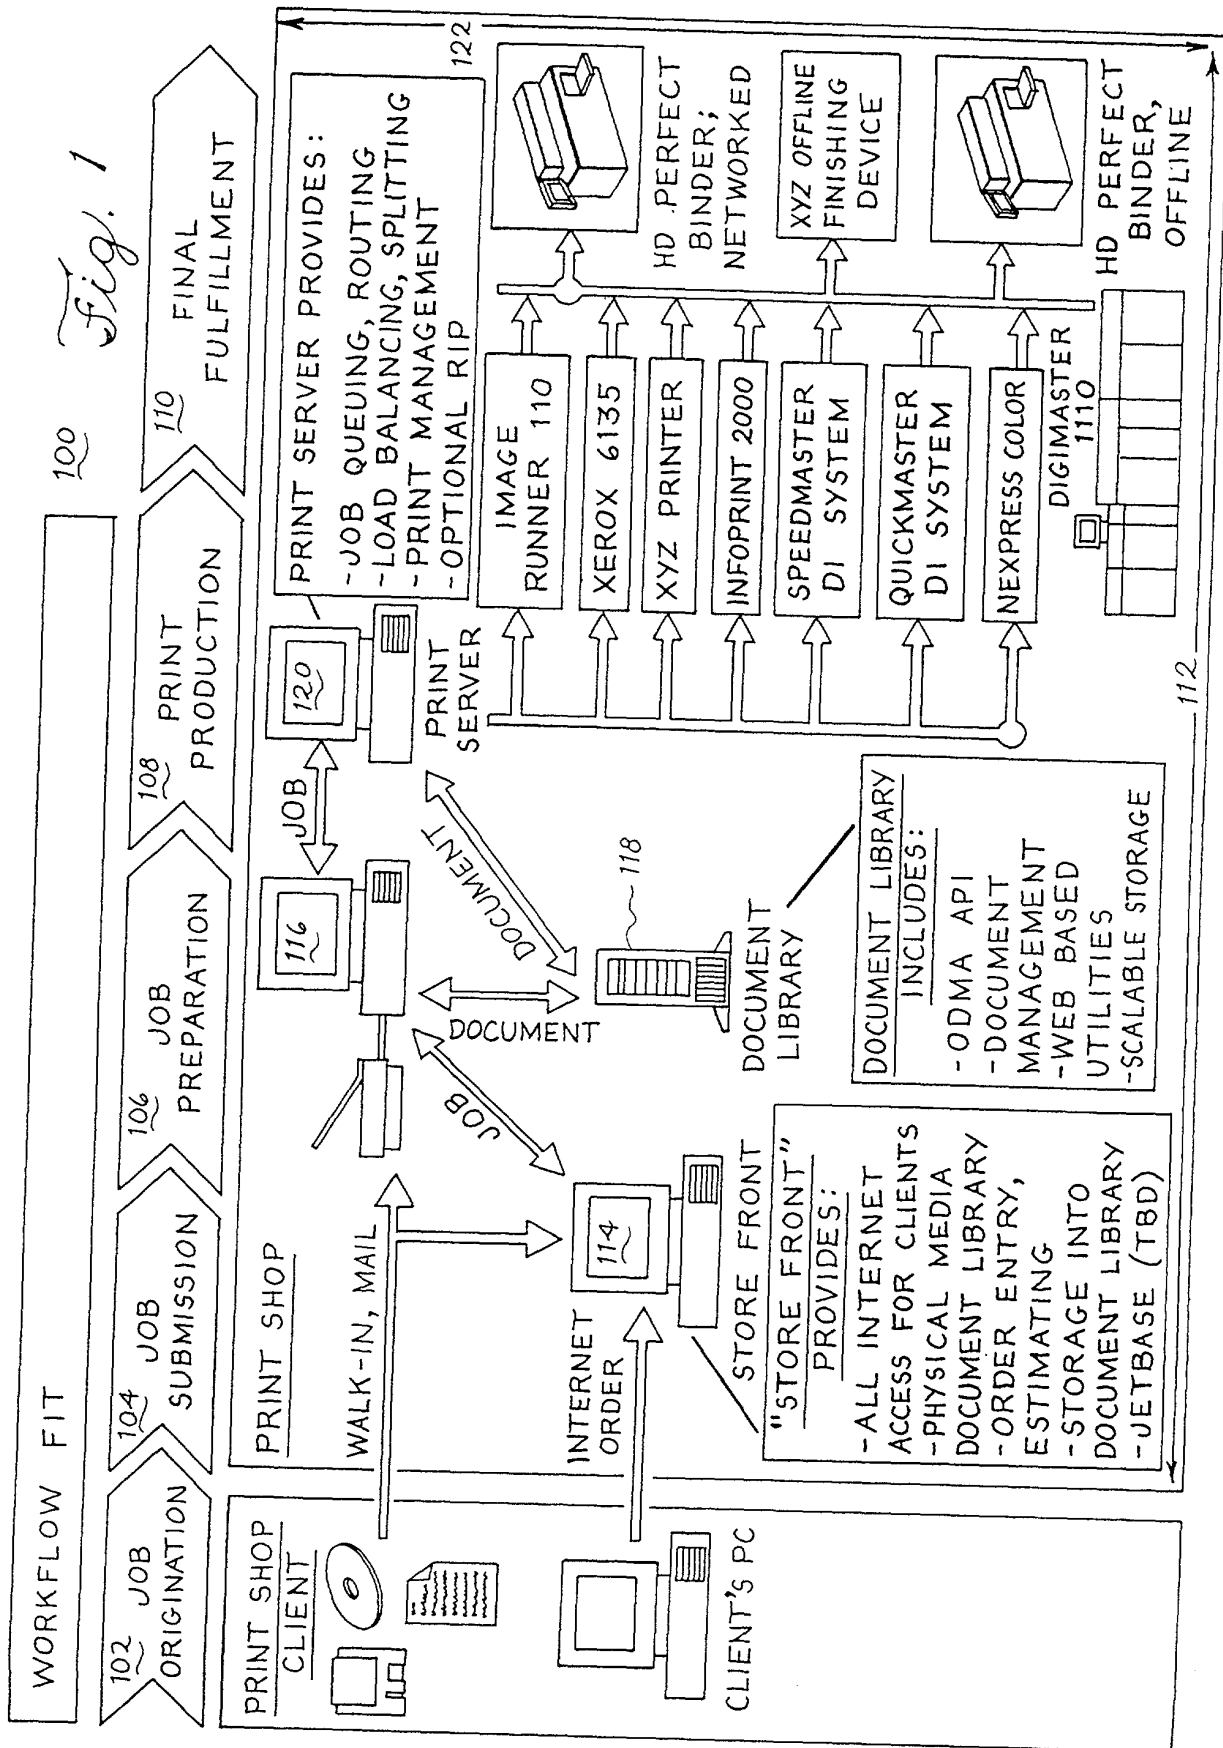 Fig. 1
100
WORKFLOW FIT
102
JOB
ORIGINATION
104
JOB
SUBMISSION
106
JOB
PREPARATION
108
PRINT
PRODUCTION
110
FINAL
FULFILLMENT
PRINT SHOP
CLIENT
CLIENT'S PC
PRINT SHOP
WALK-IN, MAIL
INTERNET
ORDER
114
STORE FRONT
"STORE FRONT"
PROVIDES:
-ALL INTERNET
ACCESS FOR CLIENTS
-PHYSICAL MEDIA
DOCUMENT LIBRARY
-ORDER ENTRY,
ESTIMATING
-STORAGE INTO
DOCUMENT LIBRARY
-JETBASE (TBD)
116
JOB
JOB
DOCUMENT
DOCUMENT
118
DOCUMENT
LIBRARY
DOCUMENT LIBRARY
INCLUDES:
-ODMA API
-DOCUMENT
MANAGEMENT
-WEB BASED
UTILITIES
-SCALABLE STORAGE
120
PRINT
SERVER
PRINT SERVER PROVIDES:
-JOB QUEUING, ROUTING
-LOAD BALANCING, SPLITTING
-PRINT MANAGEMENT
-OPTIONAL RIP
IMAGE
RUNNER 110
XEROX 6135
XYZ PRINTER
INFOPRINT 2000
SPEEDMASTER
DI SYSTEM
QUICKMASTER
DI SYSTEM
NEXPRESS COLOR
DIGIMASTER
1110
122
HD PERFECT
BINDER;
NETWORKED
XYZ OFFLINE
FINISHING
DEVICE
HD PERFECT
BINDER,
OFFLINE
112